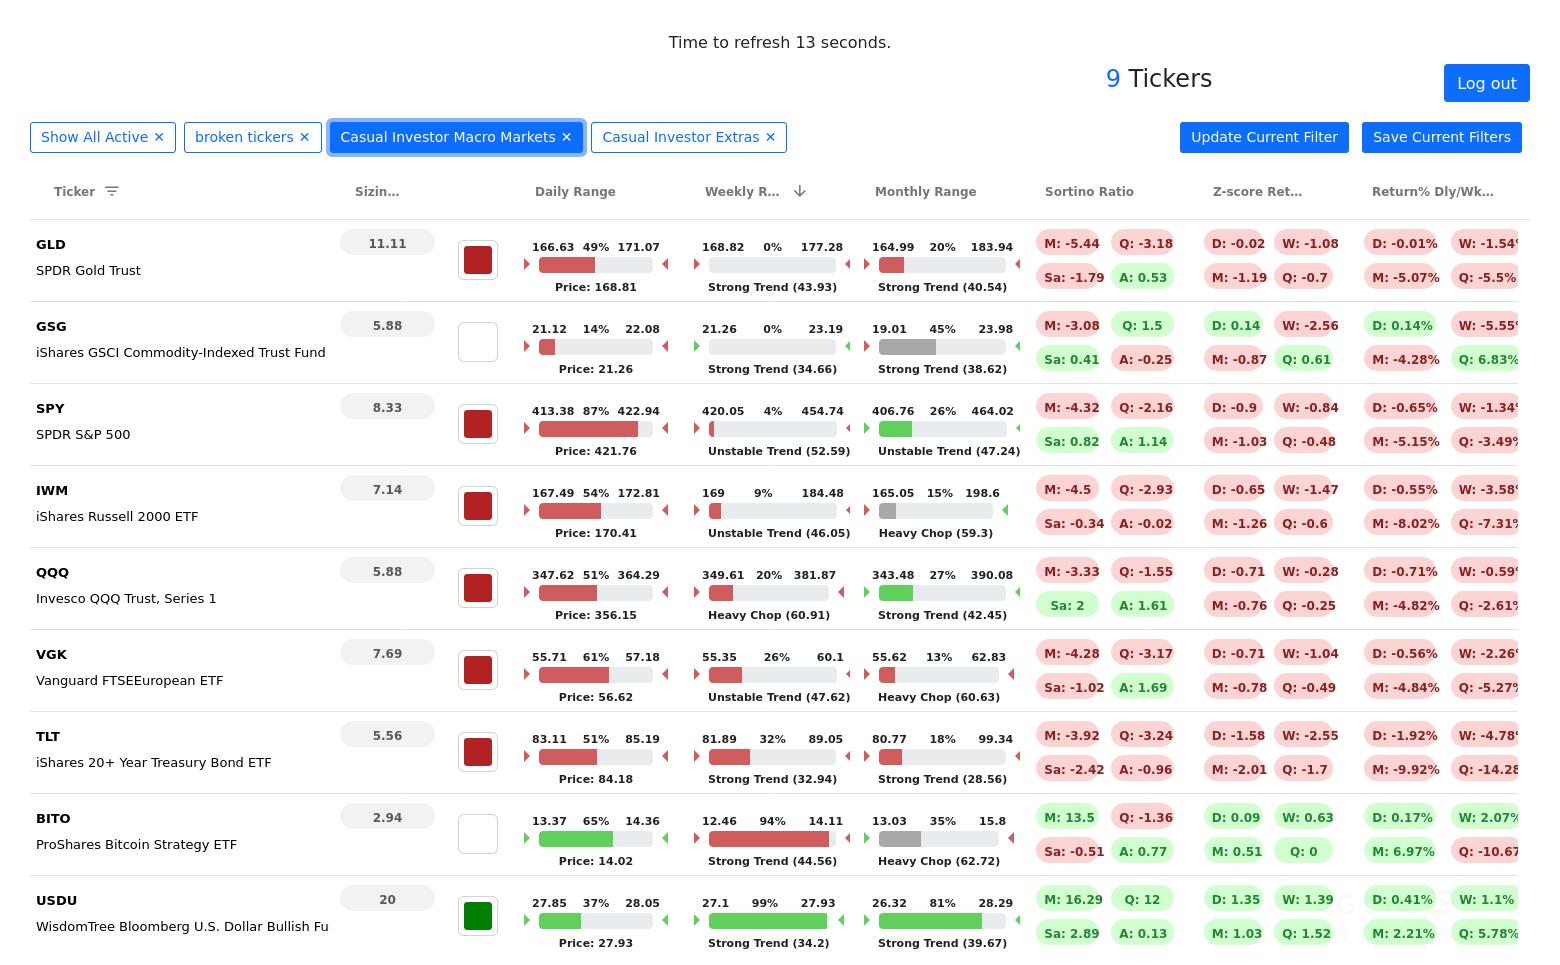 Time to refresh 13 seconds.
9 Tickers
Log out
Show All Active ✕ broken tickers ✕ Casual Investor Macro Markets ✕ Casual Investor Extras ✕ Update Current Filter Save Current Filters
Ticker Sizin... Daily Range Weekly R... Monthly Range Sortino Ratio Z-score Ret... Return% Dly/Wk...
GLD 11.11 166.63 49% 171.07 168.82 0% 177.28 164.99 20% 183.94 M: -5.44 Q: -3.18 D: -0.02 W: -1.08 D: -0.01% W: -1.54%
SPDR Gold Trust Sa: -1.79 A: 0.53 M: -1.19 Q: -0.7 M: -5.07% Q: -5.5%
Price: 168.81 Strong Trend (43.93) Strong Trend (40.54)
GSG 5.88 21.12 14% 22.08 21.26 0% 23.19 19.01 45% 23.98 M: -3.08 Q: 1.5 D: 0.14 W: -2.56 D: 0.14% W: -5.55%
iShares GSCI Commodity-Indexed Trust Fund Sa: 0.41 A: -0.25 M: -0.87 Q: 0.61 M: -4.28% Q: 6.83%
Price: 21.26 Strong Trend (34.66) Strong Trend (38.62)
SPY 8.33 413.38 87% 422.94 420.05 4% 454.74 406.76 26% 464.02 M: -4.32 Q: -2.16 D: -0.9 W: -0.84 D: -0.65% W: -1.34%
SPDR S&P 500 Sa: 0.82 A: 1.14 M: -1.03 Q: -0.48 M: -5.15% Q: -3.49%
Price: 421.76 Unstable Trend (52.59) Unstable Trend (47.24)
IWM 7.14 167.49 54% 172.81 169 9% 184.48 165.05 15% 198.6 M: -4.5 Q: -2.93 D: -0.65 W: -1.47 D: -0.55% W: -3.58%
iShares Russell 2000 ETF Sa: -0.34 A: -0.02 M: -1.26 Q: -0.6 M: -8.02% Q: -7.31%
Price: 170.41 Unstable Trend (46.05) Heavy Chop (59.3)
QQQ 5.88 347.62 51% 364.29 349.61 20% 381.87 343.48 27% 390.08 M: -3.33 Q: -1.55 D: -0.71 W: -0.28 D: -0.71% W: -0.59%
Invesco QQQ Trust, Series 1 Sa: 2 A: 1.61 M: -0.76 Q: -0.25 M: -4.82% Q: -2.61%
Price: 356.15 Heavy Chop (60.91) Strong Trend (42.45)
VGK 7.69 55.71 61% 57.18 55.35 26% 60.1 55.62 13% 62.83 M: -4.28 Q: -3.17 D: -0.71 W: -1.04 D: -0.56% W: -2.26%
Vanguard FTSEEuropean ETF Sa: -1.02 A: 1.69 M: -0.78 Q: -0.49 M: -4.84% Q: -5.27%
Price: 56.62 Unstable Trend (47.62) Heavy Chop (60.63)
TLT 5.56 83.11 51% 85.19 81.89 32% 89.05 80.77 18% 99.34 M: -3.92 Q: -3.24 D: -1.58 W: -2.55 D: -1.92% W: -4.78%
iShares 20+ Year Treasury Bond ETF Sa: -2.42 A: -0.96 M: -2.01 Q: -1.7 M: -9.92% Q: -14.28
Price: 84.18 Strong Trend (32.94) Strong Trend (28.56)
BITO 2.94 13.37 65% 14.36 12.46 94% 14.11 13.03 35% 15.8 M: 13.5 Q: -1.36 D: 0.09 W: 0.63 D: 0.17% W: 2.07%
ProShares Bitcoin Strategy ETF Sa: -0.51 A: 0.77 M: 0.51 Q: 0 M: 6.97% Q: -10.67
Price: 14.02 Strong Trend (44.56) Heavy Chop (62.72)
USDU 20 27.85 37% 28.05 27.1 99% 27.93 26.32 81% 28.29 M: 16.29 Q: 12 D: 1.35 W: 1.39 D: 0.41% W: 1.1%
WisdomTree Bloomberg U.S. Dollar Bullish Fu Sa: 2.89 A: 0.13 M: 1.03 Q: 1.52 M: 2.21% Q: 5.78%
Price: 27.93 Strong Trend (34.2) Strong Trend (39.67)